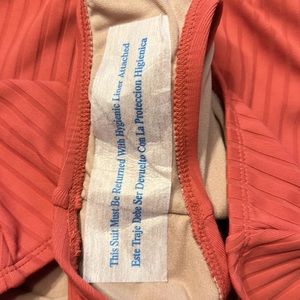 This Suit Must Be Returned With Hygienic Liner Attached
Este Traje Debe Ser Devuelto Con La Proteccion Higienica